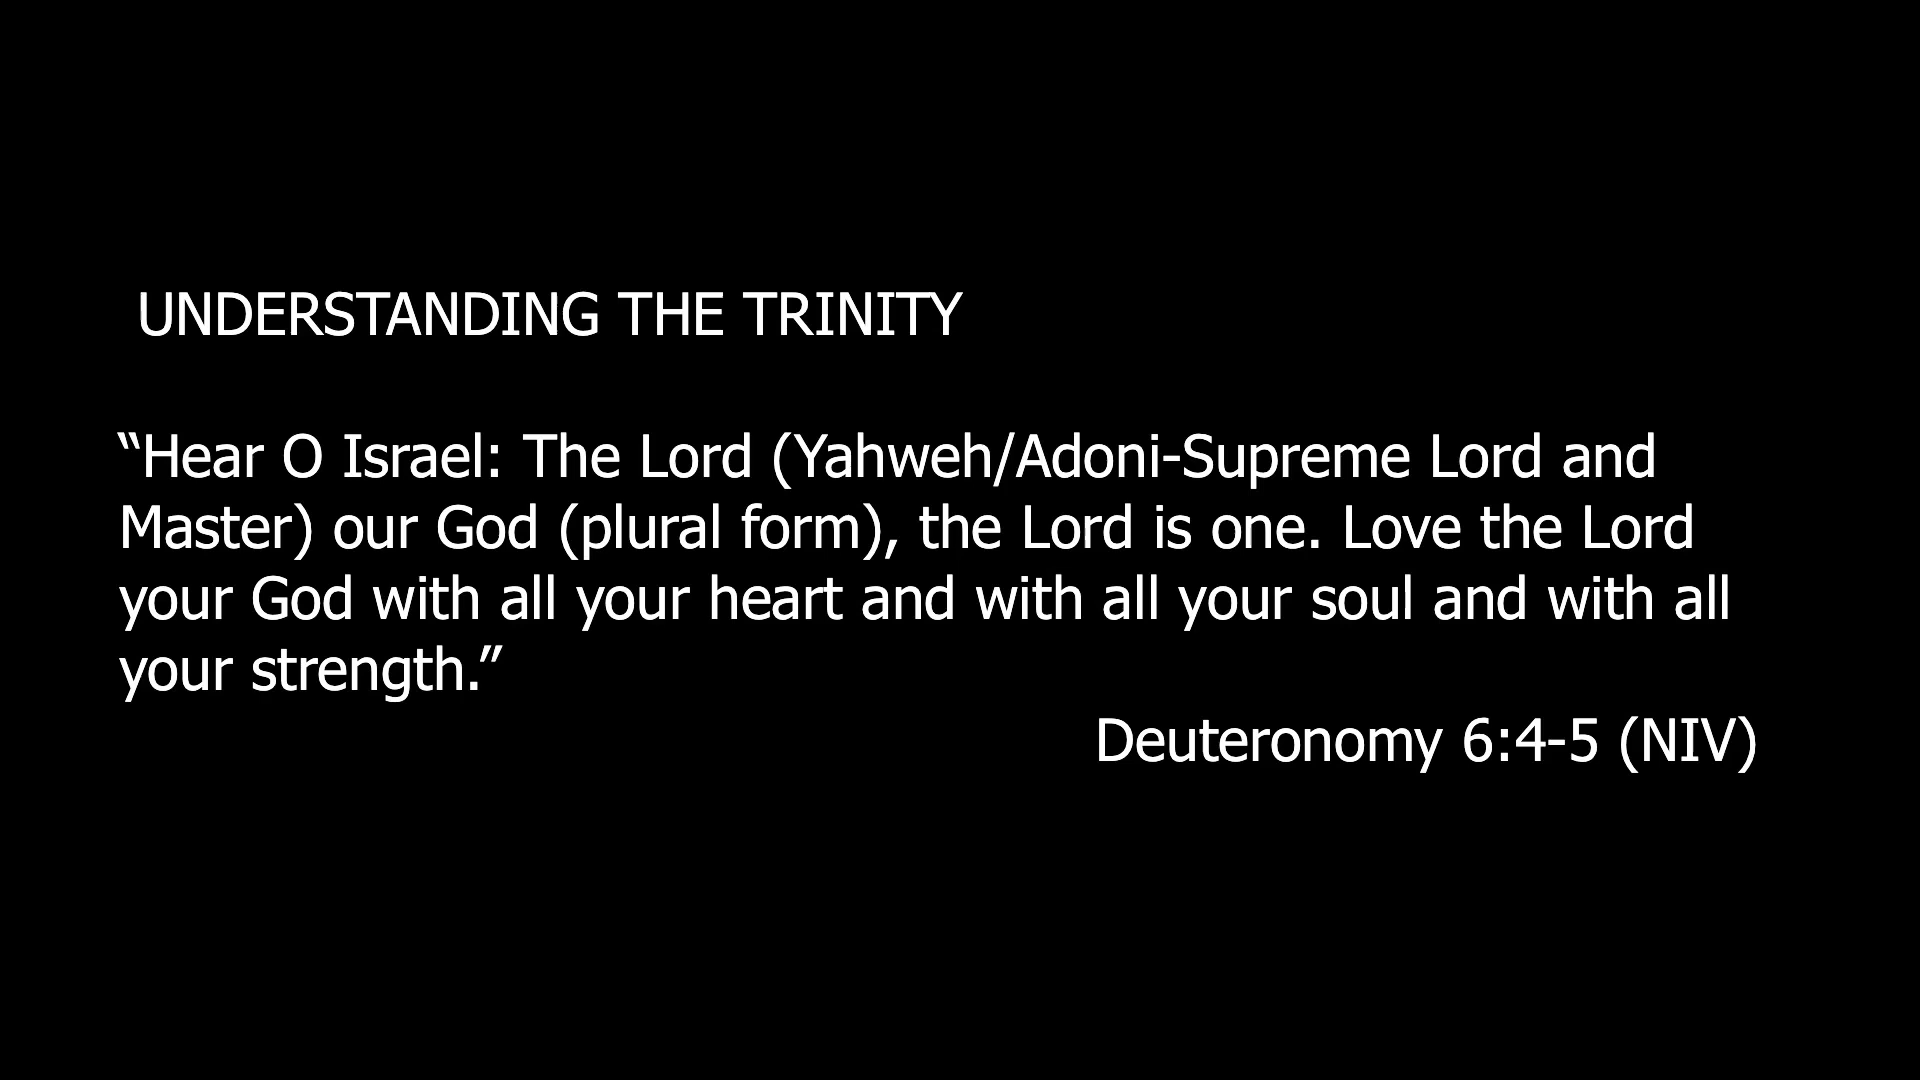 UNDERSTANDING THE TRINITY
“Hear O Israel: The Lord (Yahweh/Adoni-Supreme Lord and
Master) our God (plural form), the Lord is one. Love the Lord
your God with all your heart and with all your soul and with all
your strength.”
Deuteronomy 6:4-5 (NIV)